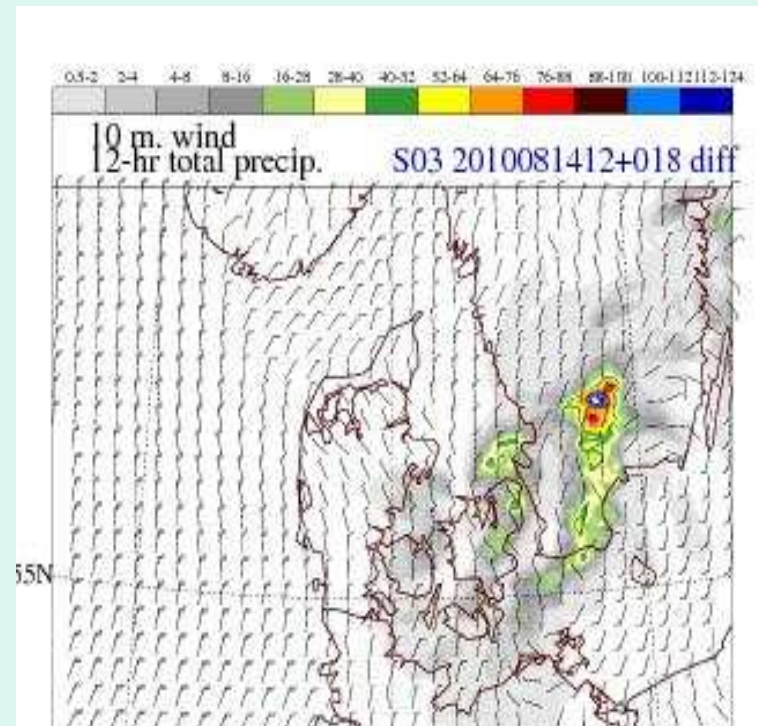 0.5-2 2-4 4-8 8-16 16-28 28-40 40-52 52-64 64-76 76-88 88-100 100-112 112-124
10 m. wind
12-hr total precip. S03 2010081412+018 diff
55N